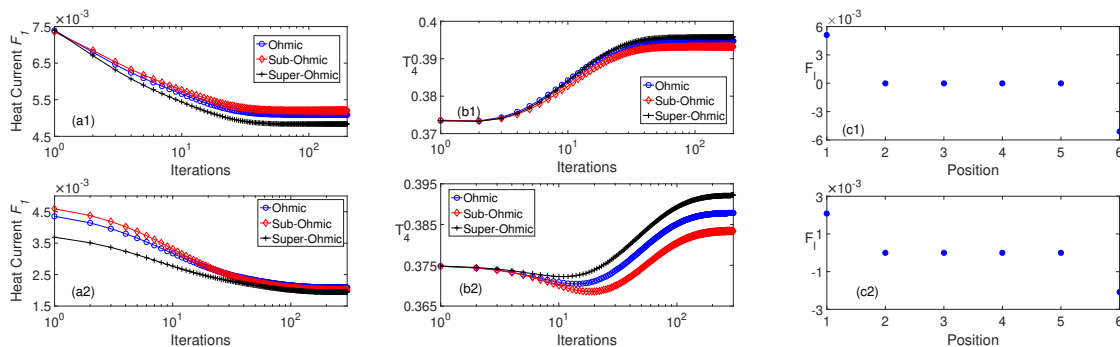 ×10⁻³
7.5
6.5
5.5
4.5
Heat Current F₁
Ohmic
Sub-Ohmic
Super-Ohmic
(a1)
10⁰ 10¹ 10²
Iterations
0.4
0.39
0.38
0.37
T₄
Ohmic
Sub-Ohmic
Super-Ohmic
(b1)
10⁰ 10¹ 10²
Iterations
×10⁻³
6
3
0
-3
-6
F_l
(c1)
1 2 3 4 5 6
Position
×10⁻³
4.5
3.5
2.5
1.5
Heat Current F₁
Ohmic
Sub-Ohmic
Super-Ohmic
(a2)
10⁰ 10¹ 10²
Iterations
0.395
0.385
0.375
0.365
T₄
Ohmic
Sub-Ohmic
Super-Ohmic
(b2)
10⁰ 10¹ 10²
Iterations
×10⁻³
3
1
-1
-3
F_l
(c2)
1 2 3 4 5 6
Position